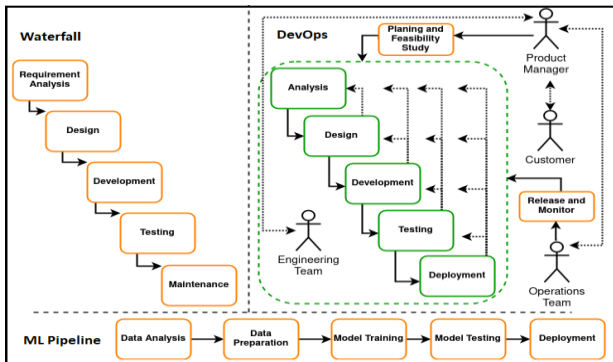 Waterfall
Requirement
Analysis
Design
Development
Testing
Maintenance
DevOps
Planing and
Feasibility
Study
Product
Manager
Analysis
Design
Development
Testing
Deployment
Customer
Release and
Monitor
Engineering
Team
Operations
Team
ML Pipeline
Data Analysis
Data
Preparation
Model Training
Model Testing
Deployment